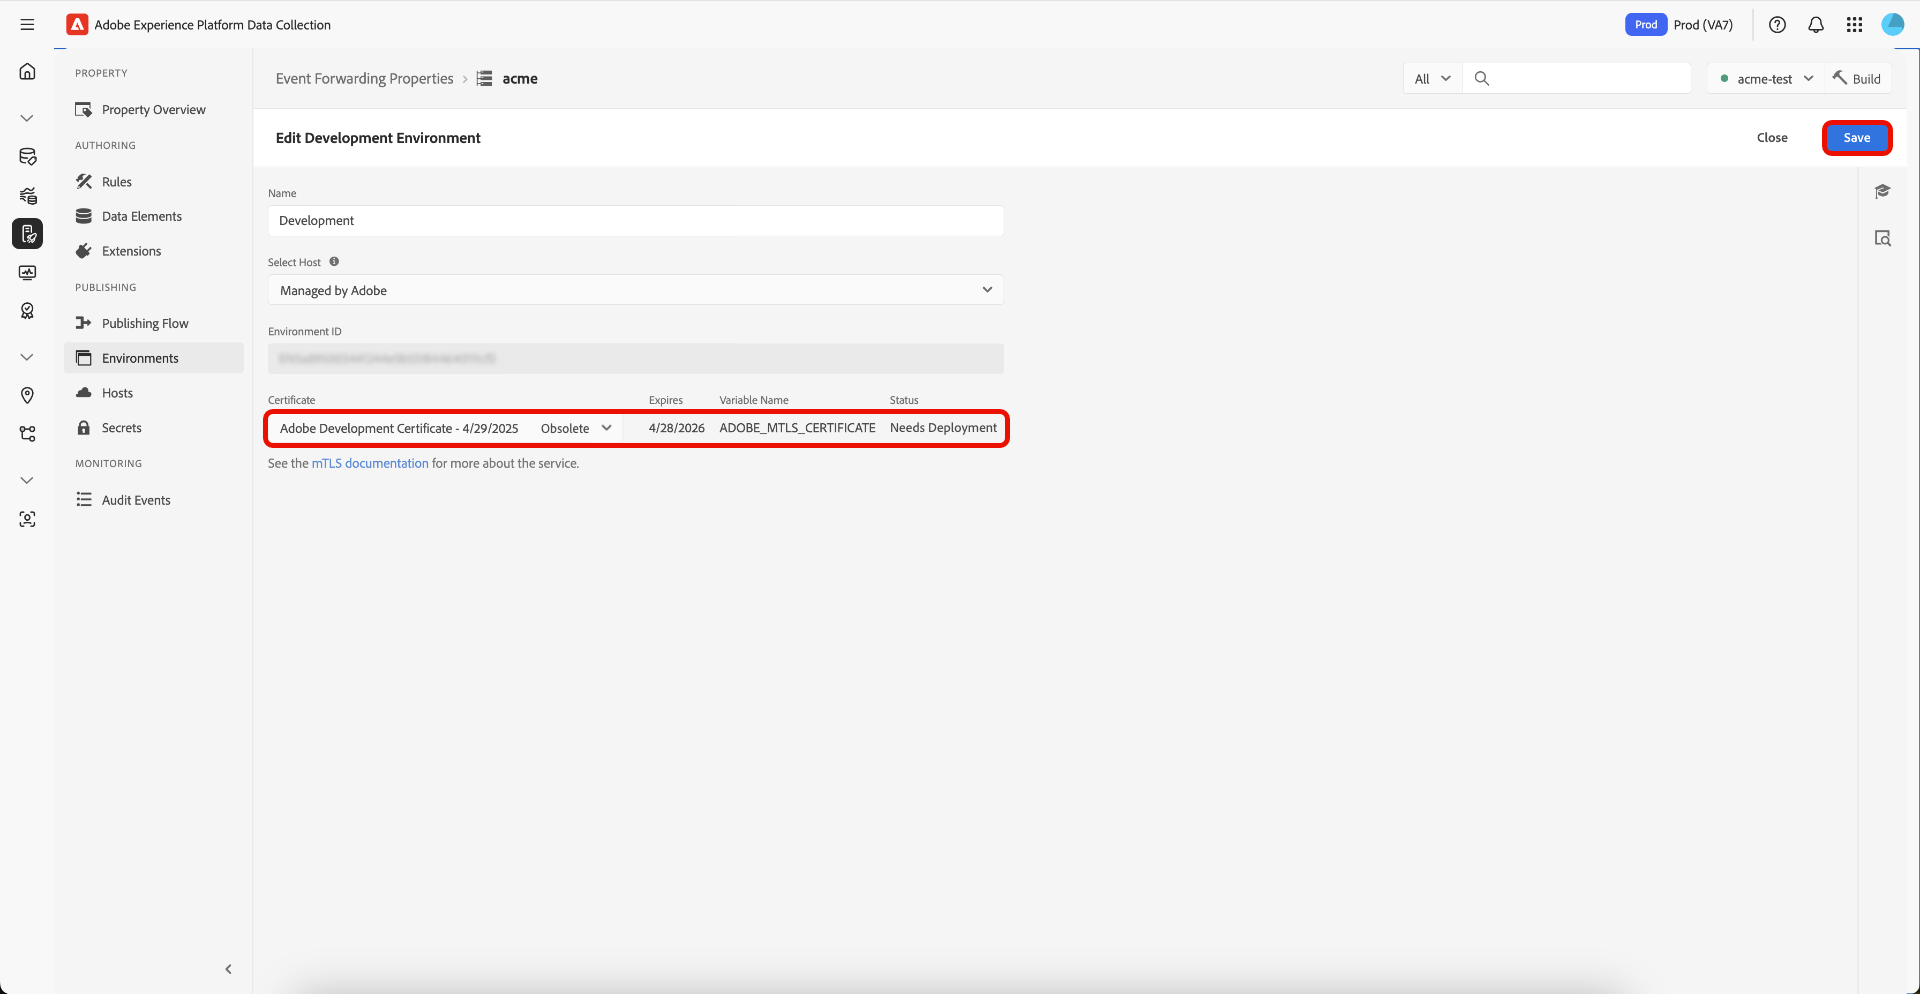 Adobe Experience Platform Data Collection
Prod Prod (VA7)
PROPERTY
Property Overview
AUTHORING
Rules
Data Elements
Extensions
PUBLISHING
Publishing Flow
Environments
Hosts
Secrets
MONITORING
Audit Events
Event Forwarding Properties > acme
All
acme-test
Build
Edit Development Environment
Close
Save
Name
Development
Select Host
Managed by Adobe
Environment ID
Certificate Expires Variable Name Status
Adobe Development Certificate - 4/29/2025 Obsolete 4/28/2026 ADOBE_MTLS_CERTIFICATE Needs Deployment
See the mTLS documentation for more about the service.